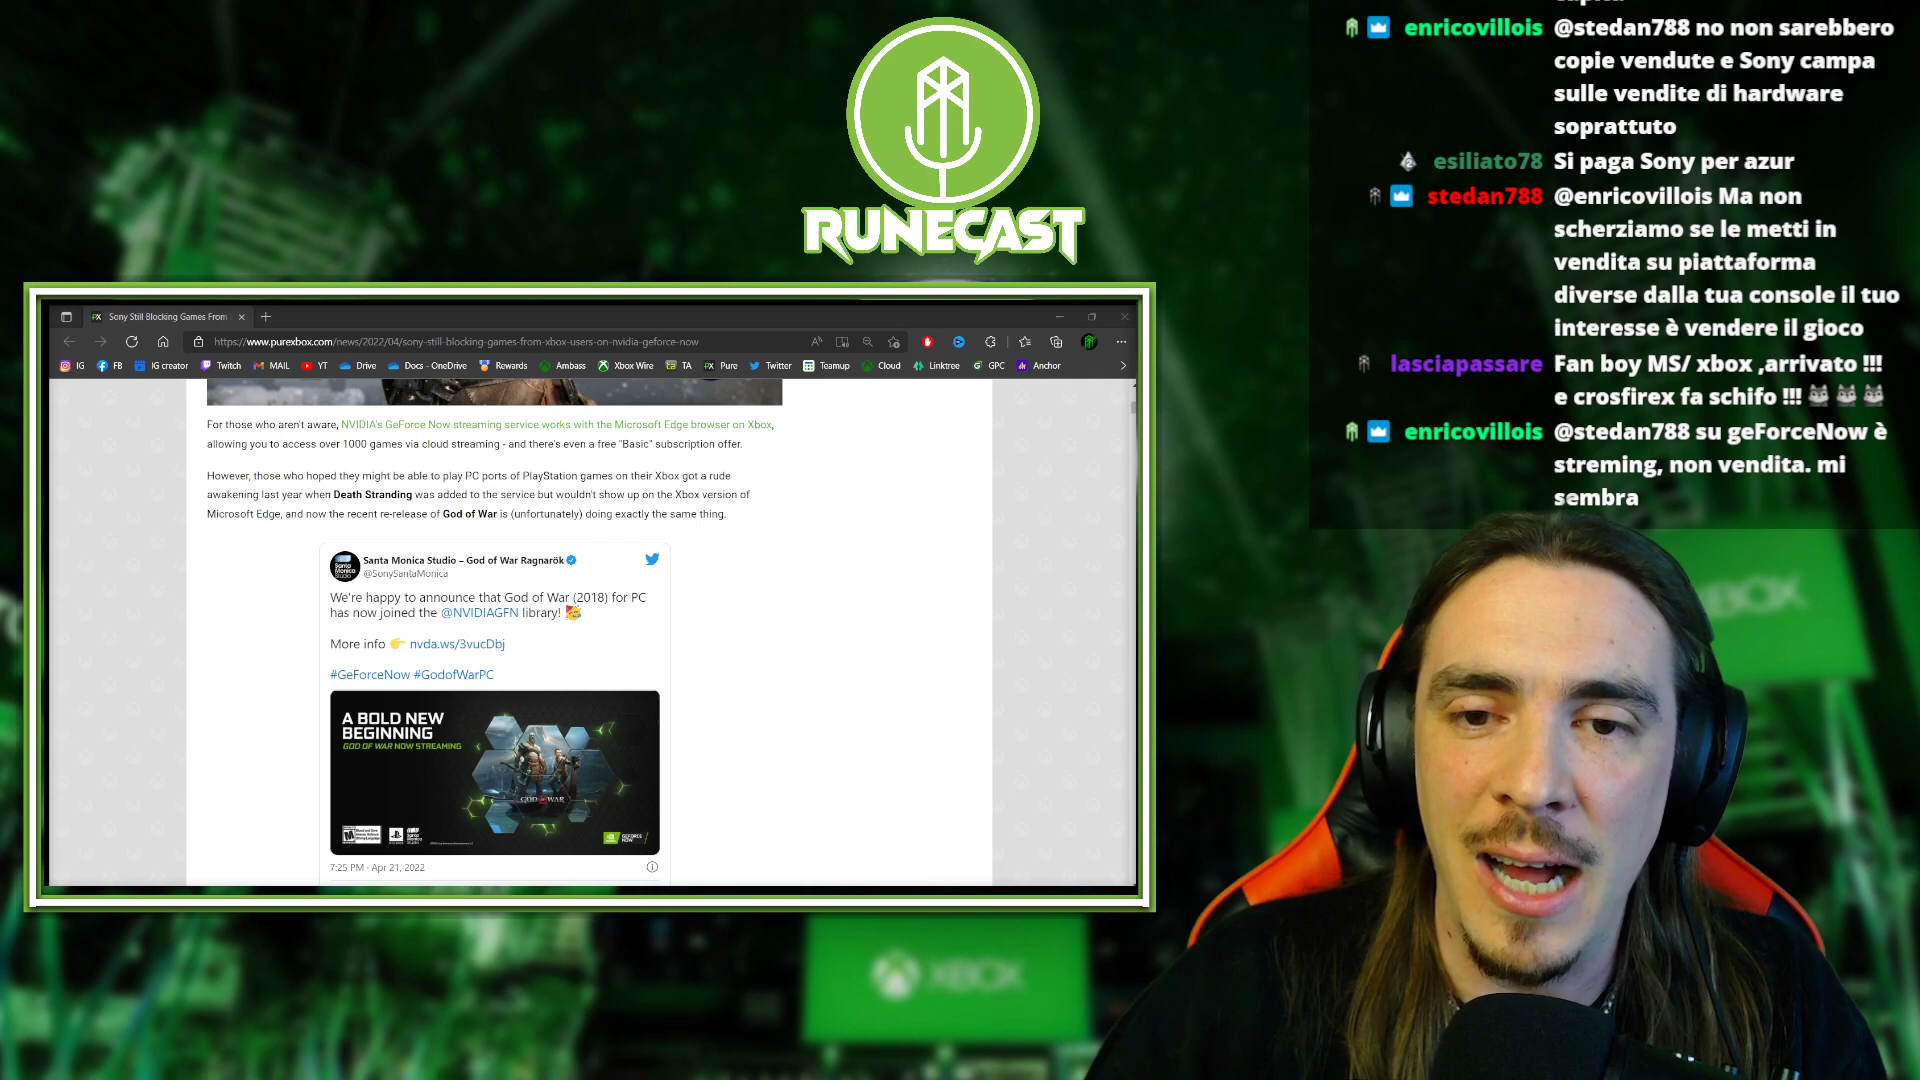 RUNECAST
Sony Still Blocking Games From
https://www.purexbox.com/news/2022/04/sony-still-blocking-games-from-xbox-users-on-nvidia-geforce-now
IG FB IG creator Twitch MAIL YT Drive Docs - OneDrive Rewards Ambass Xbox Wire TA Pure Twitter Teamup Cloud Linktree GPC Anchor
For those who aren't aware, NVIDIA's GeForce Now streaming service works with the Microsoft Edge browser on Xbox,
allowing you to access over 1000 games via cloud streaming - and there's even a free "Basic" subscription offer.
However, those who hoped they might be able to play PC ports of PlayStation games on their Xbox got a rude
awakening last year when Death Stranding was added to the service but wouldn't show up on the Xbox version of
Microsoft Edge, and now the recent re-release of God of War is (unfortunately) doing exactly the same thing.
Santa Monica Studio
Santa Monica Studio – God of War Ragnarök
@SonySantaMonica
We're happy to announce that God of War (2018) for PC
has now joined the @NVIDIAGFN library! 🥳
More info 👉 nvda.ws/3vucDbj
#GeForceNow #GodofWarPC
A BOLD NEW
BEGINNING
GOD OF WAR NOW STREAMING
GOD OF WAR
GEFORCE NOW
7:25 PM · Apr 21, 2022
enricovillois @stedan788 no non sarebbero
copie vendute e Sony campa
sulle vendite di hardware
soprattuto
esiliato78 Si paga Sony per azur
stedan788 @enricovillois Ma non
scherziamo se le metti in
vendita su piattaforma
diverse dalla tua console il tuo
interesse è vendere il gioco
lasciapassare Fan boy MS/ xbox ,arrivato !!!
e crosfirex fa schifo !!!
enricovillois @stedan788 su geForceNow è
streming, non vendita. mi
sembra
XBOX
XBOX